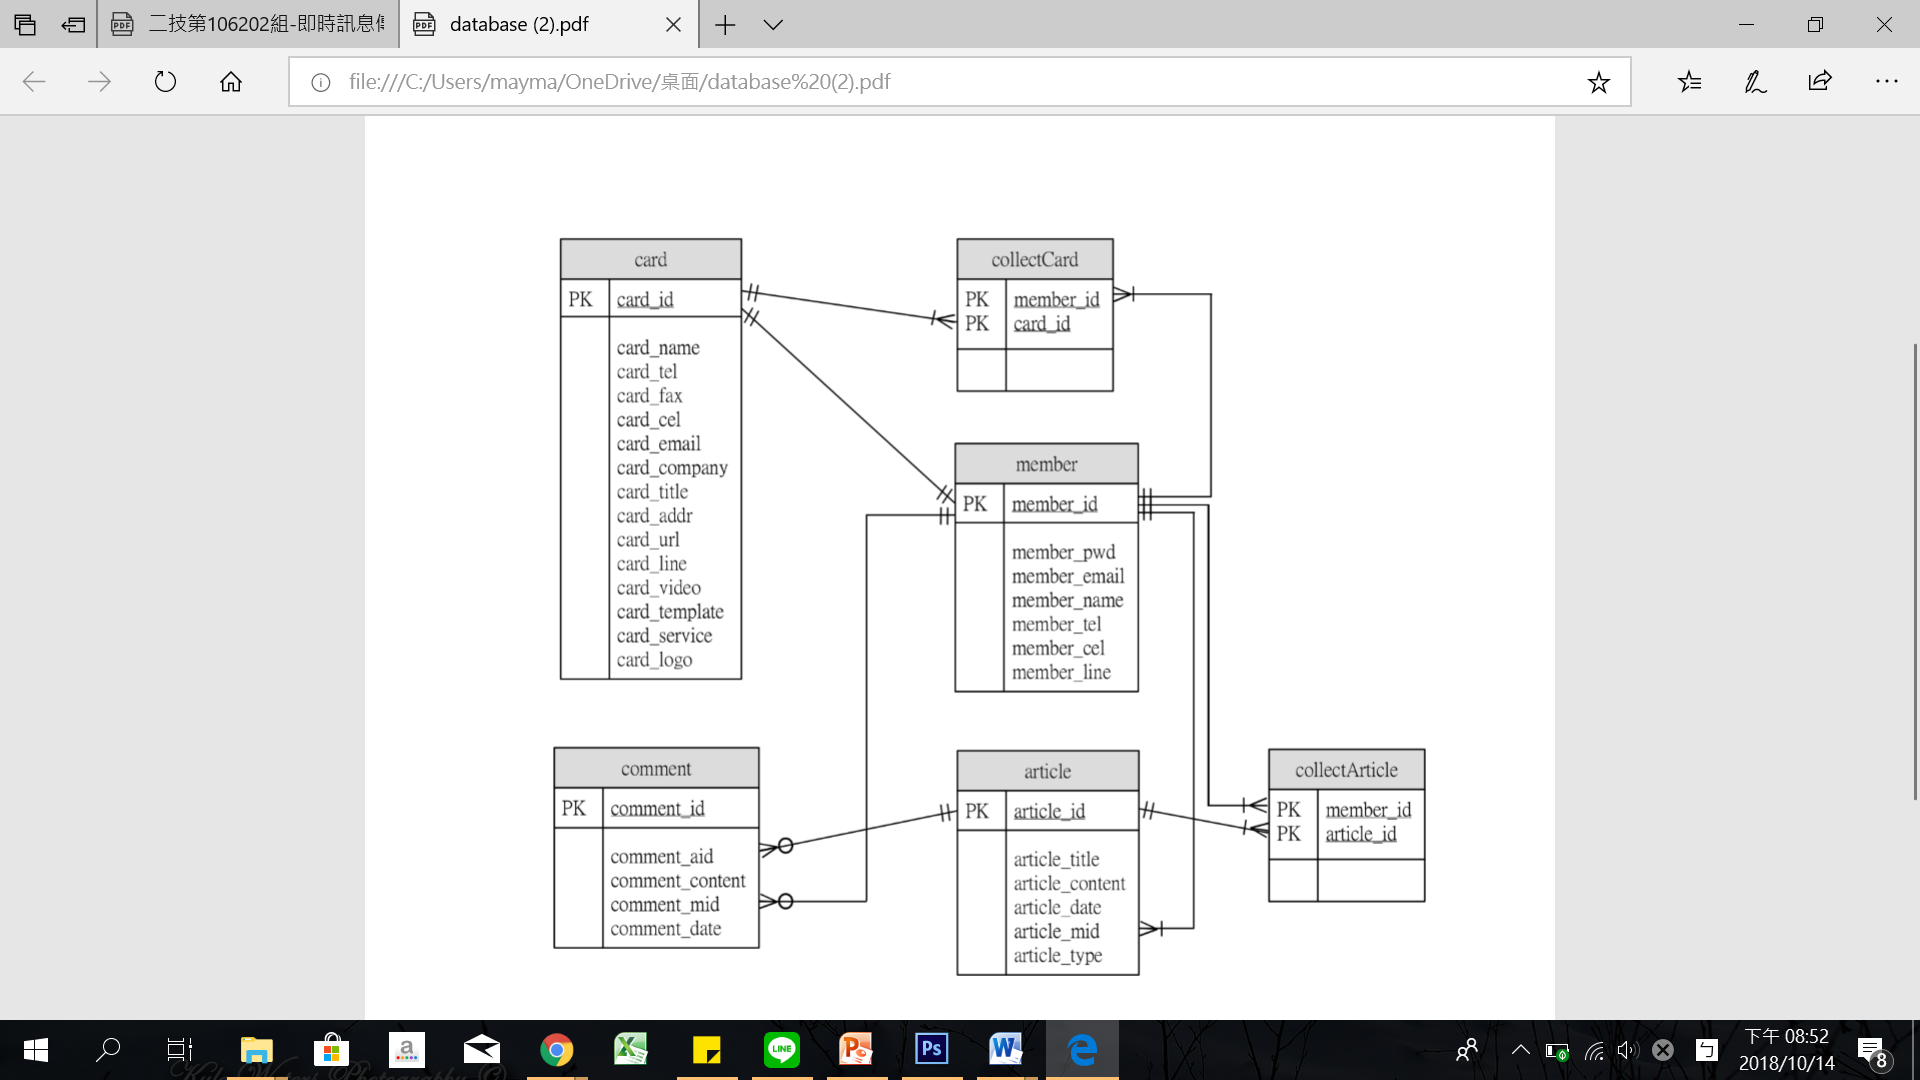 二技第106202組-即時訊息傳
database (2).pdf
file:///C:/Users/mayma/OneDrive/桌面/database%20(2).pdf
card
PK card_id
card_name
card_tel
card_fax
card_cel
card_email
card_company
card_title
card_addr
card_url
card_line
card_video
card_template
card_service
card_logo
collectCard
PK member_id
PK card_id
member
PK member_id
member_pwd
member_email
member_name
member_tel
member_cel
member_line
comment
PK comment_id
comment_aid
comment_content
comment_mid
comment_date
article
PK article_id
article_title
article_content
article_date
article_mid
article_type
collectArticle
PK member_id
PK article_id
下午 08:52
2018/10/14
8
a
LINE
Ps